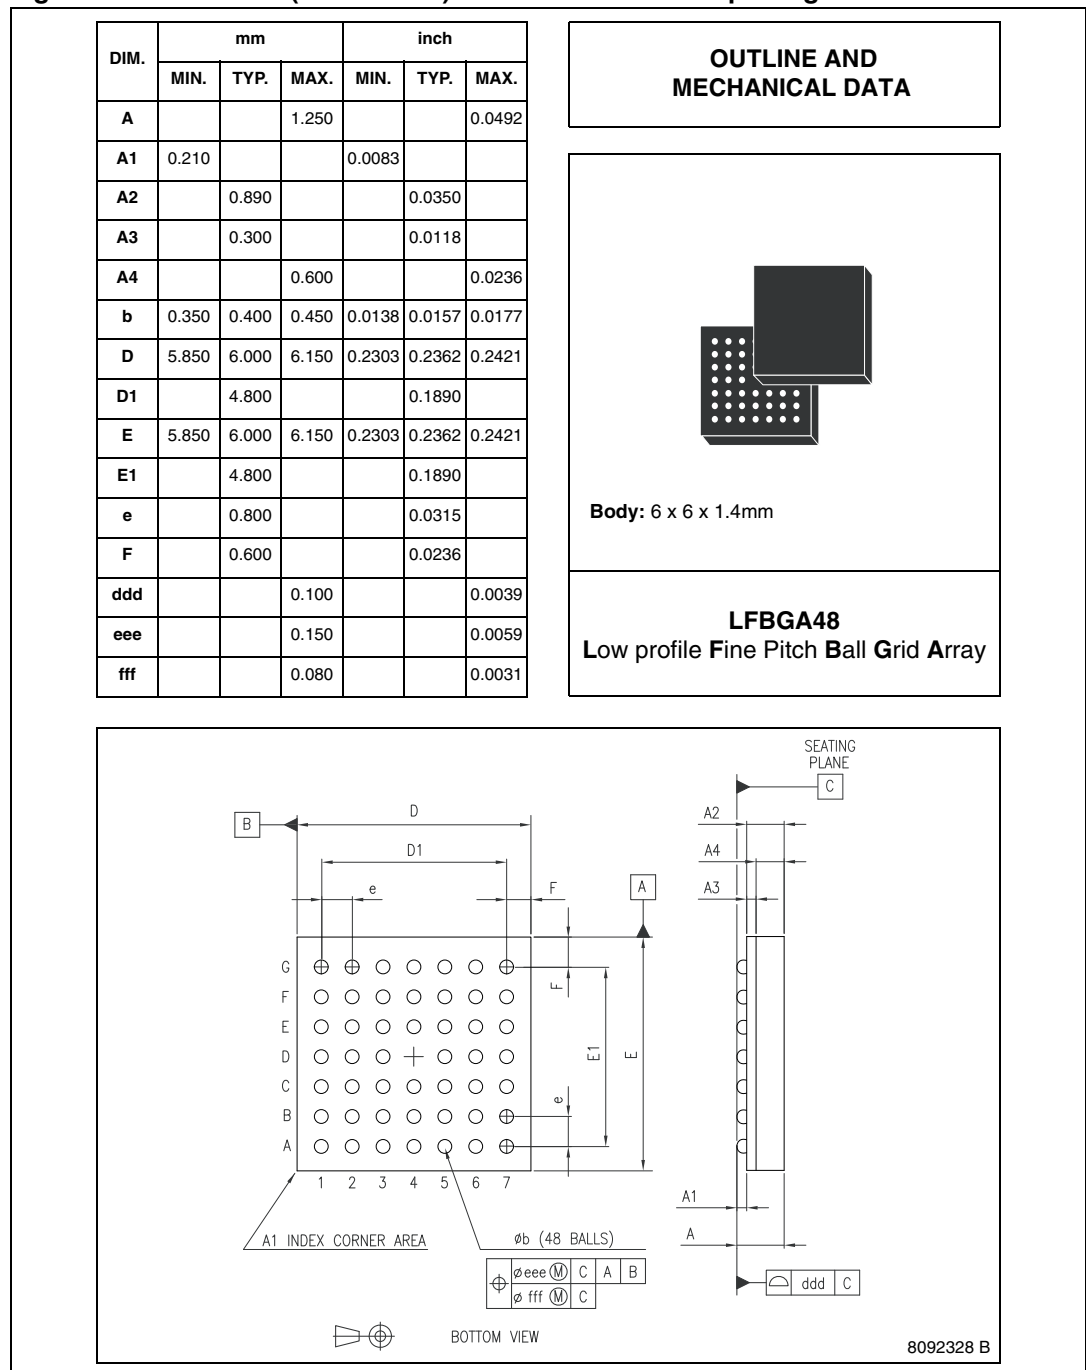 DIM. mm inch
MIN. TYP. MAX. MIN. TYP. MAX.
A 1.250 0.0492
A1 0.210 0.0083
A2 0.890 0.0350
A3 0.300 0.0118
A4 0.600 0.0236
b 0.350 0.400 0.450 0.0138 0.0157 0.0177
D 5.850 6.000 6.150 0.2303 0.2362 0.2421
D1 4.800 0.1890
E 5.850 6.000 6.150 0.2303 0.2362 0.2421
E1 4.800 0.1890
e 0.800 0.0315
F 0.600 0.0236
ddd 0.100 0.0039
eee 0.150 0.0059
fff 0.080 0.0031
OUTLINE AND
MECHANICAL DATA
Body: 6 x 6 x 1.4mm
LFBGA48
Low profile Fine Pitch Ball Grid Array
SEATING
PLANE
C
B
D
D1
e
F
A
A2
A4
A3
G
F
E
D
C
B
A
F
E1
E
e
1 2 3 4 5 6 7
A1 INDEX CORNER AREA
øb (48 BALLS)
ø eee Ⓜ C A B
ø fff Ⓜ C
A1
A
ddd C
BOTTOM VIEW
8092328 B